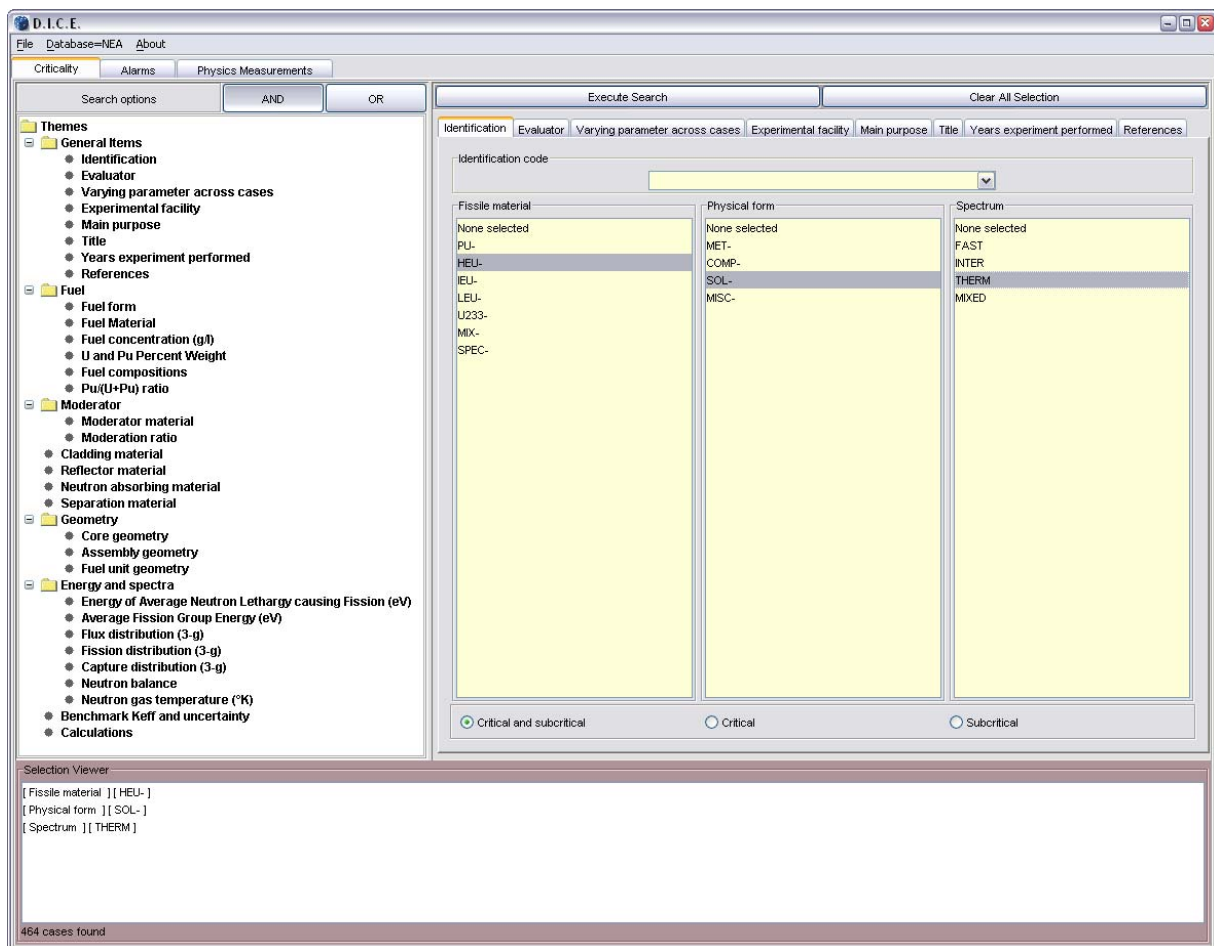 D.I.C.E.
File Database=NEA About
Criticality Alarms Physics Measurements
Search options AND OR
Themes
General Items
Identification
Evaluator
Varying parameter across cases
Experimental facility
Main purpose
Title
Years experiment performed
References
Fuel
Fuel form
Fuel Material
Fuel concentration (g/l)
U and Pu Percent Weight
Fuel compositions
Pu/(U+Pu) ratio
Moderator
Moderator material
Moderation ratio
Cladding material
Reflector material
Neutron absorbing material
Separation material
Geometry
Core geometry
Assembly geometry
Fuel unit geometry
Energy and spectra
Energy of Average Neutron Lethargy causing Fission (eV)
Average Fission Group Energy (eV)
Flux distribution (3-g)
Fission distribution (3-g)
Capture distribution (3-g)
Neutron balance
Neutron gas temperature (°K)
Benchmark Keff and uncertainty
Calculations
Execute Search Clear All Selection
Identification Evaluator Varying parameter across cases Experimental facility Main purpose Title Years experiment performed References
Identification code
Fissile material
None selected
PU-
HEU-
IEU-
LEU-
U233-
MIX-
SPEC-
Physical form
None selected
MET-
COMP-
SOL-
MISC-
Spectrum
None selected
FAST
INTER
THERM
MIXED
Critical and subcritical Critical Subcritical
Selection Viewer
[ Fissile material ] [ HEU- ]
[ Physical form ] [ SOL- ]
[ Spectrum ] [ THERM ]
464 cases found